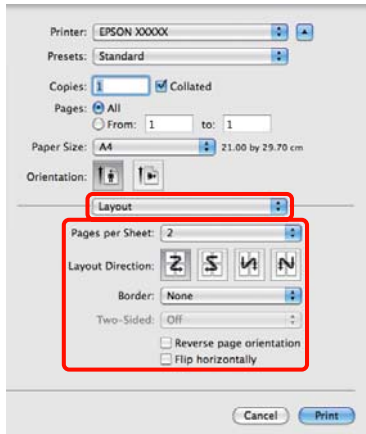 Printer: EPSON XXXXX
Presets: Standard
Copies: 1 Collated
Pages: All
From: 1 to: 1
Paper Size: A4 21.00 by 29.70 cm
Orientation:
Layout
Pages per Sheet: 2
Layout Direction:
Border: None
Two-Sided: Off
Reverse page orientation
Flip horizontally
Cancel Print